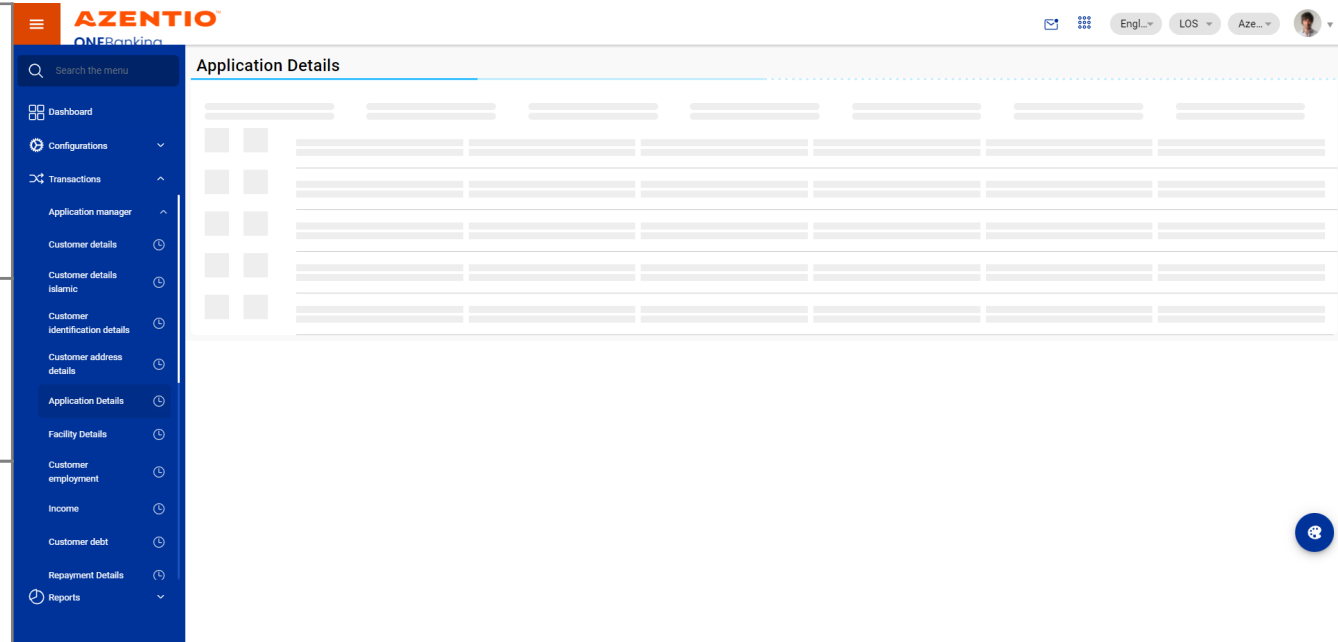 AZENTIO
ONEBanking
Engl...
LOS
Aze...
Search the menu
Application Details
Dashboard
Configurations
Transactions
Application manager
Customer details
Customer details
islamic
Customer
identification details
Customer address
details
Application Details
Facility Details
Customer
employment
Income
Customer debt
Repayment Details
Reports